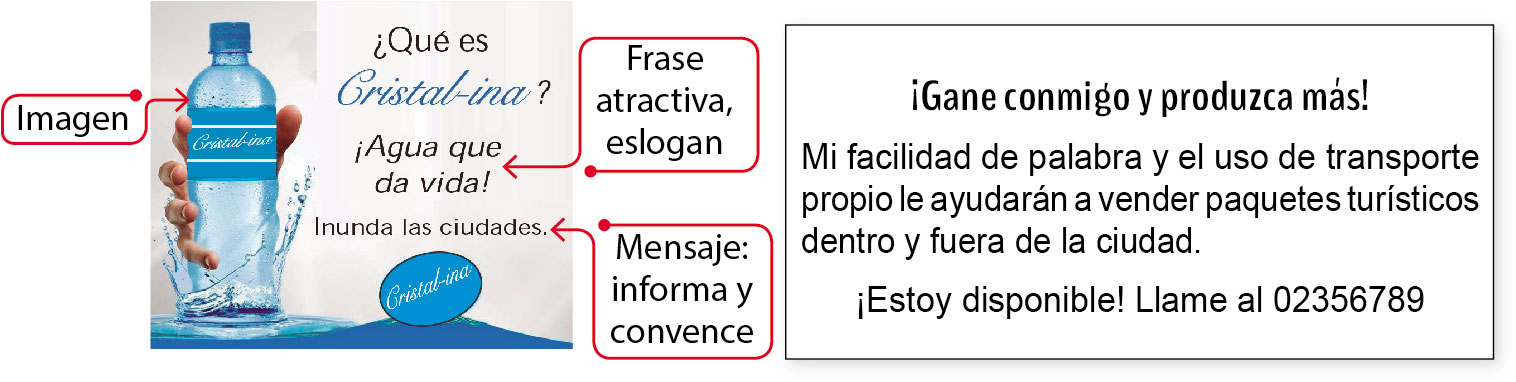 Imagen
Cristal-ina
¿Qué es
Cristal-ina ?
¡Agua que
da vida!
Inunda las ciudades.
Cristal-ina
Frase
atractiva,
eslogan
Mensaje:
informa y
convence
¡Gane conmigo y produzca más!
Mi facilidad de palabra y el uso de transporte
propio le ayudarán a vender paquetes turísticos
dentro y fuera de la ciudad.
¡Estoy disponible! Llame al 02356789